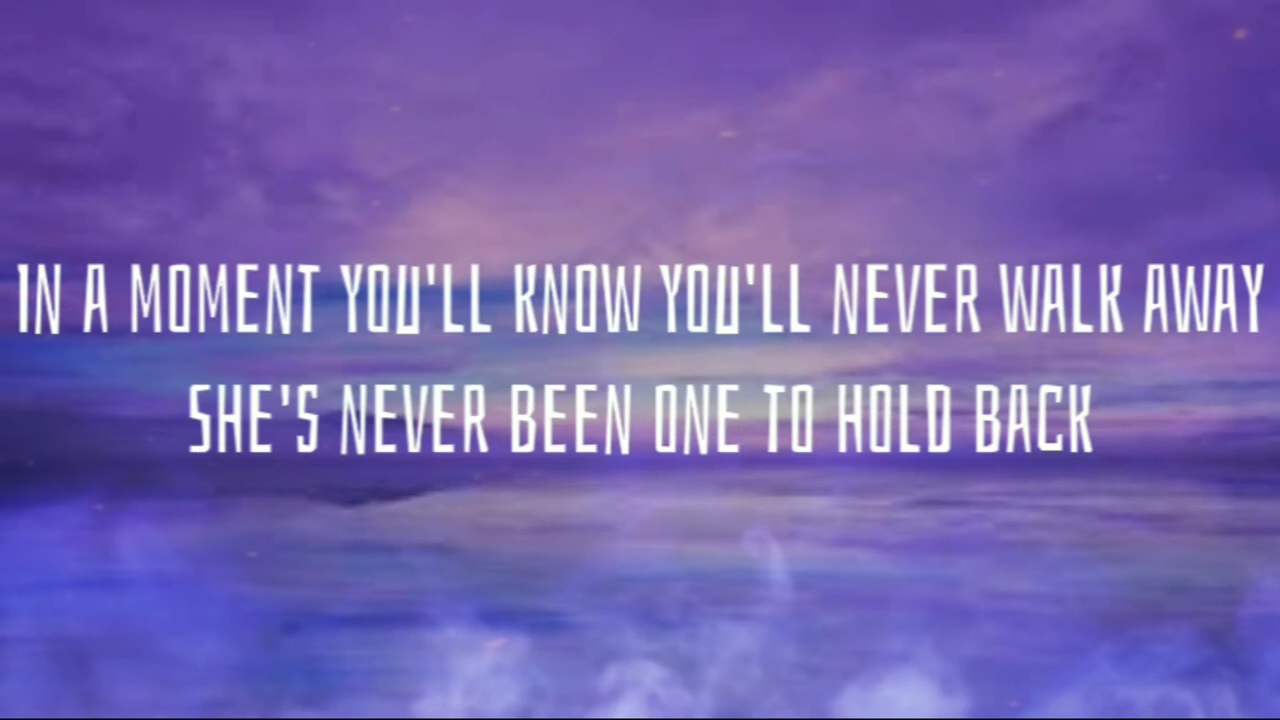 IN A MOMENT YOU'LL KNOW YOU'LL NEVER WALK AWAY
SHE'S NEVER BEEN ONE TO HOLD BACK